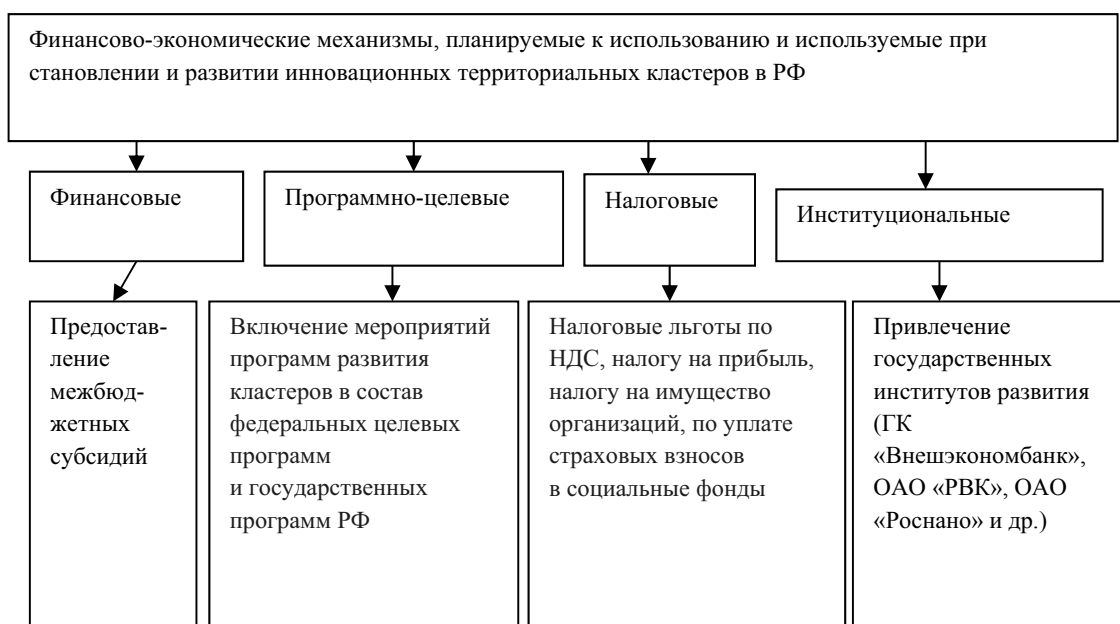 Финансово-экономические механизмы, планируемые к использованию и используемые при
становлении и развитии инновационных территориальных кластеров в РФ
Финансовые
Программно-целевые
Налоговые
Институциональные
Предостав-
ление
межбюд-
жетных
субсидий
Включение мероприятий
программ развития
кластеров в состав
федеральных целевых
программ
и государственных
программ РФ
Налоговые льготы по
НДС, налогу на прибыль,
налогу на имущество
организаций, по уплате
страховых взносов
в социальные фонды
Привлечение
государственных
институтов развития
(ГК
«Внешэкономбанк»,
ОАО «РВК», ОАО
«Роснано» и др.)